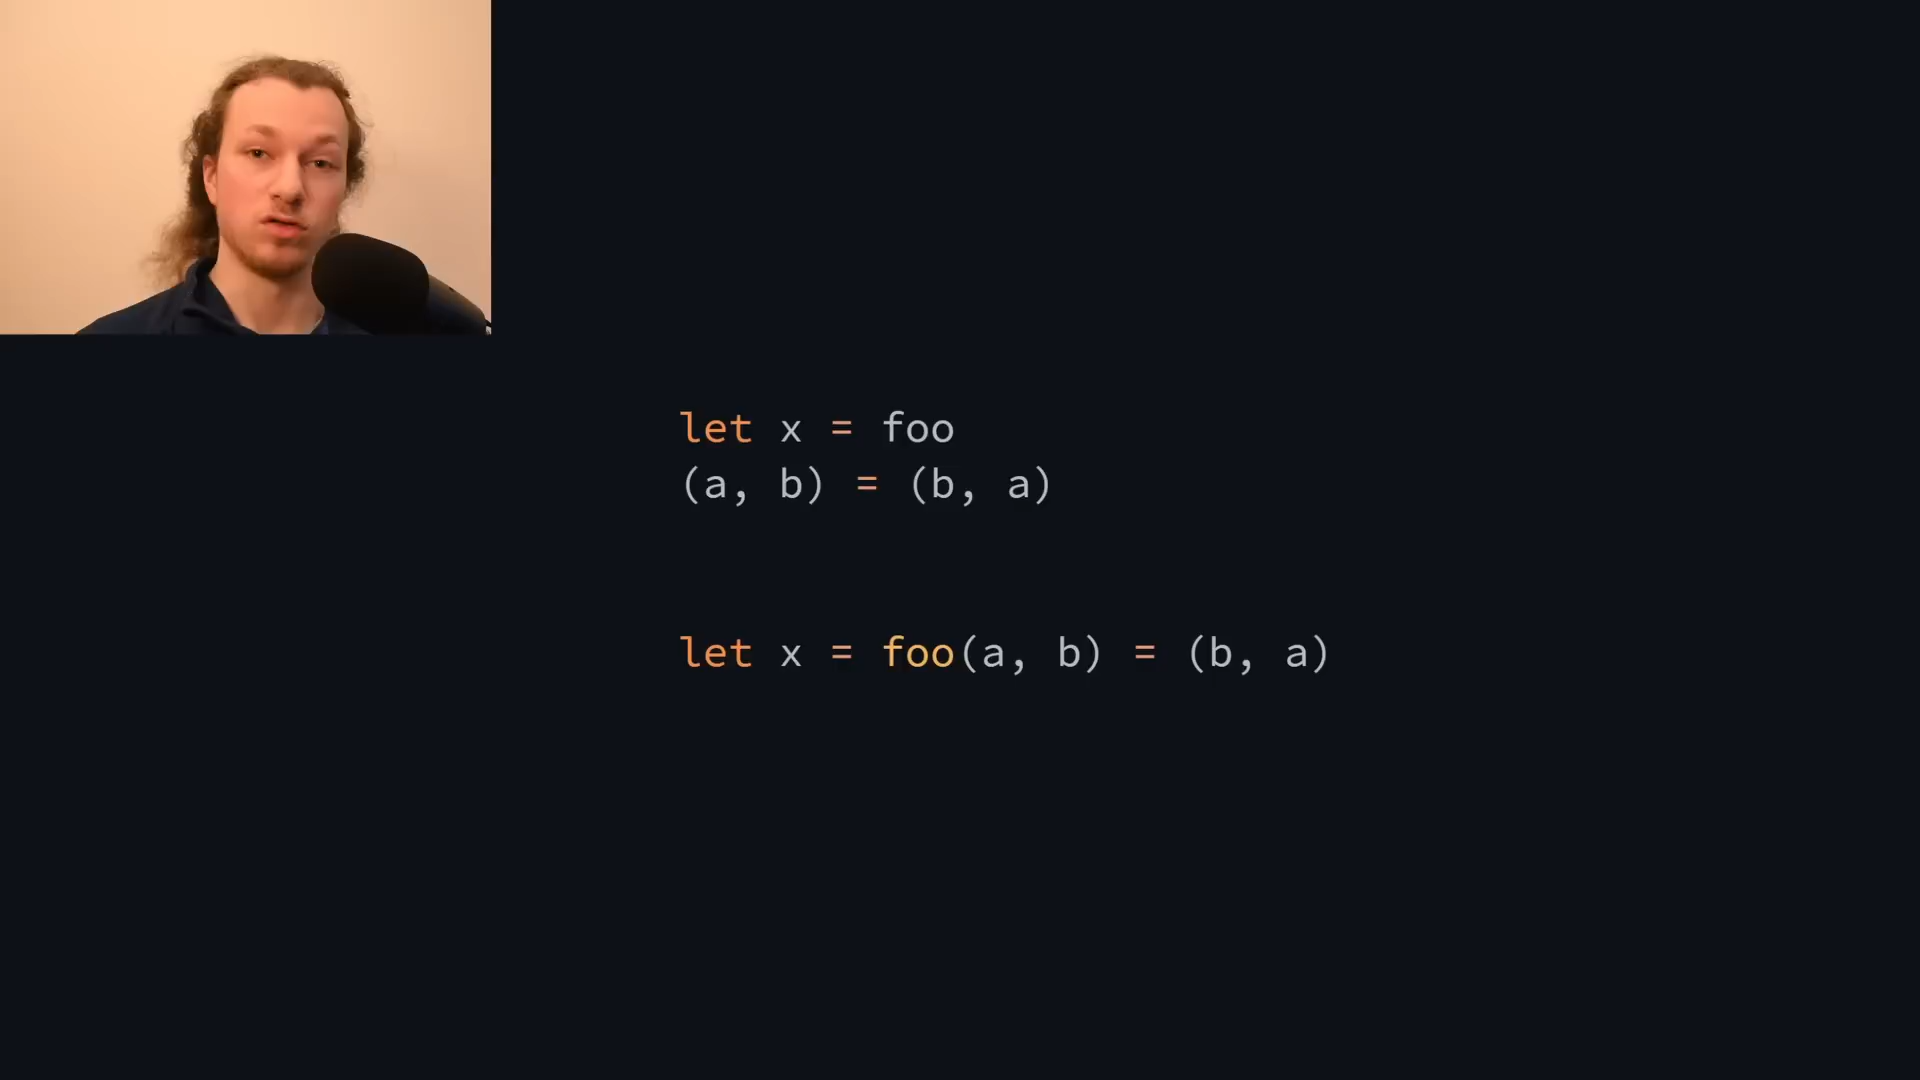 let x = foo
(a, b) = (b, a)
let x = foo(a, b) = (b, a)